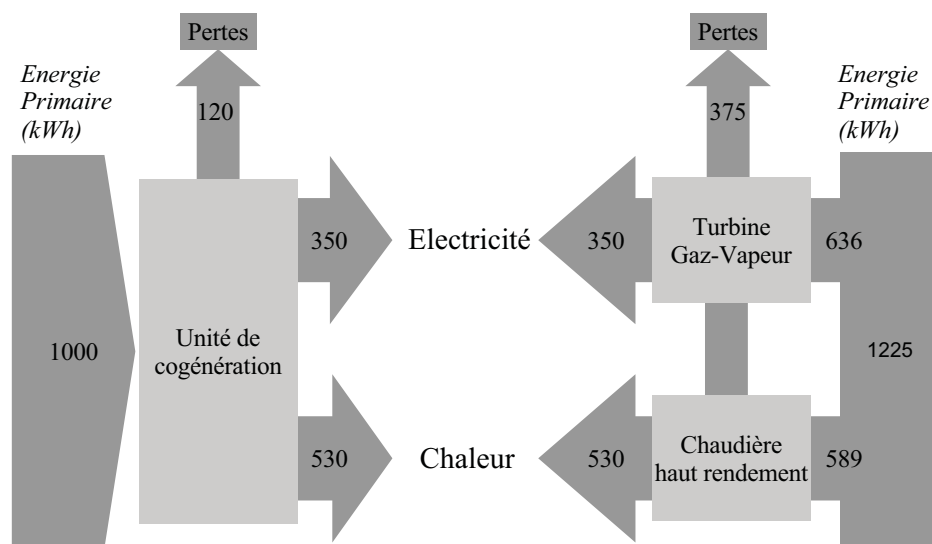 Pertes
Energie
Primaire
(kWh)
120
1000
Unité de
cogénération
350
530
Electricité
Chaleur
Pertes
375
350
Turbine
Gaz-Vapeur
636
530
Chaudière
haut rendement
589
Energie
Primaire
(kWh)
1225